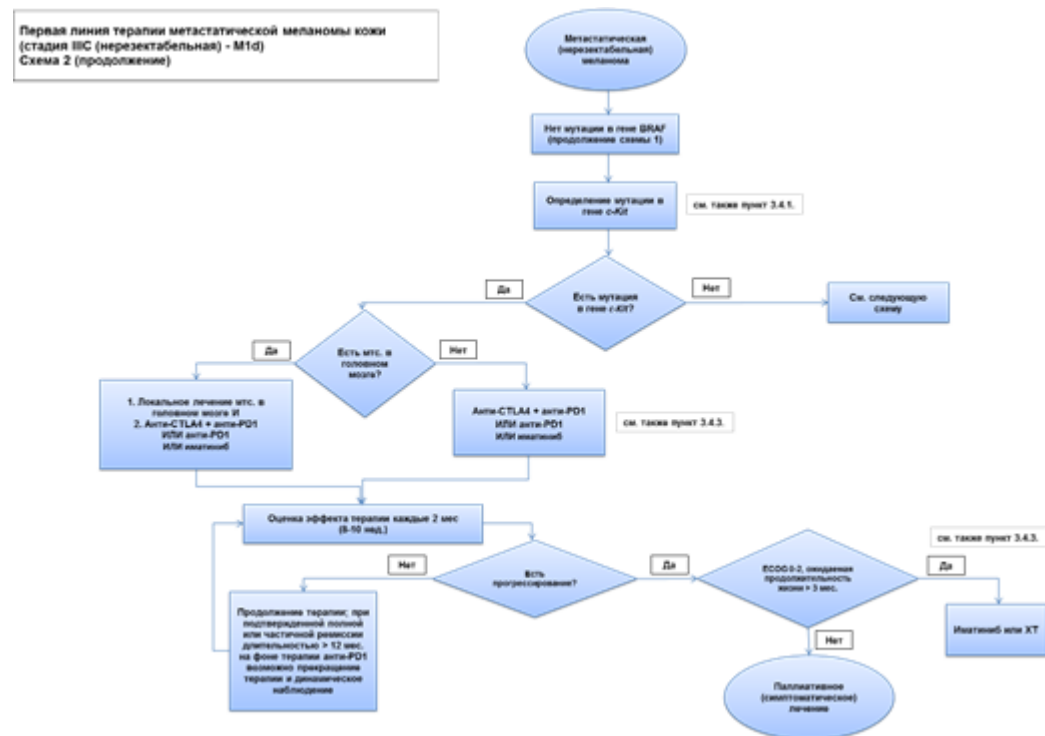 Первая линия терапии метастатической меланомы кожи
(стадия IIIC (нерезектабельная) - M1d)
Схема 2 (продолжение)
Метастатическая
(нерезектабельная)
меланома
Нет мутации в гене BRAF
(продолжение схемы 1)
Определение мутации в
гене c-Kit
см. также пункт 3.4.1.
Есть мутация
в гене c-Kit?
Да
Нет
См. следующую
схему
Есть мтс. в
головном
мозге?
Да
Нет
1. Локальное лечение мтс. в
головном мозге И
2. Анти-CTLA4 + анти-PD1
ИЛИ анти-PD1
ИЛИ иматиниб
Анти-CTLA4 + анти-PD1
ИЛИ анти-PD1
ИЛИ иматиниб
см. также пункт 3.4.3.
Оценка эффекта терапии каждые 2 мес
(8-10 нед.)
Есть
прогрессирование?
Нет
Да
Продолжение терапии; при
подтвержденной полной
или частичной ремиссии
длительностью > 12 мес.
на фоне терапии анти-PD1
возможно прекращение
терапии и динамическое
наблюдение
ECOG 0-2, ожидаемая
продолжительность
жизни > 3 мес.
см. также пункт 3.4.3.
Да
Иматиниб или ХТ
Нет
Паллиативное
(симптоматическое)
лечение